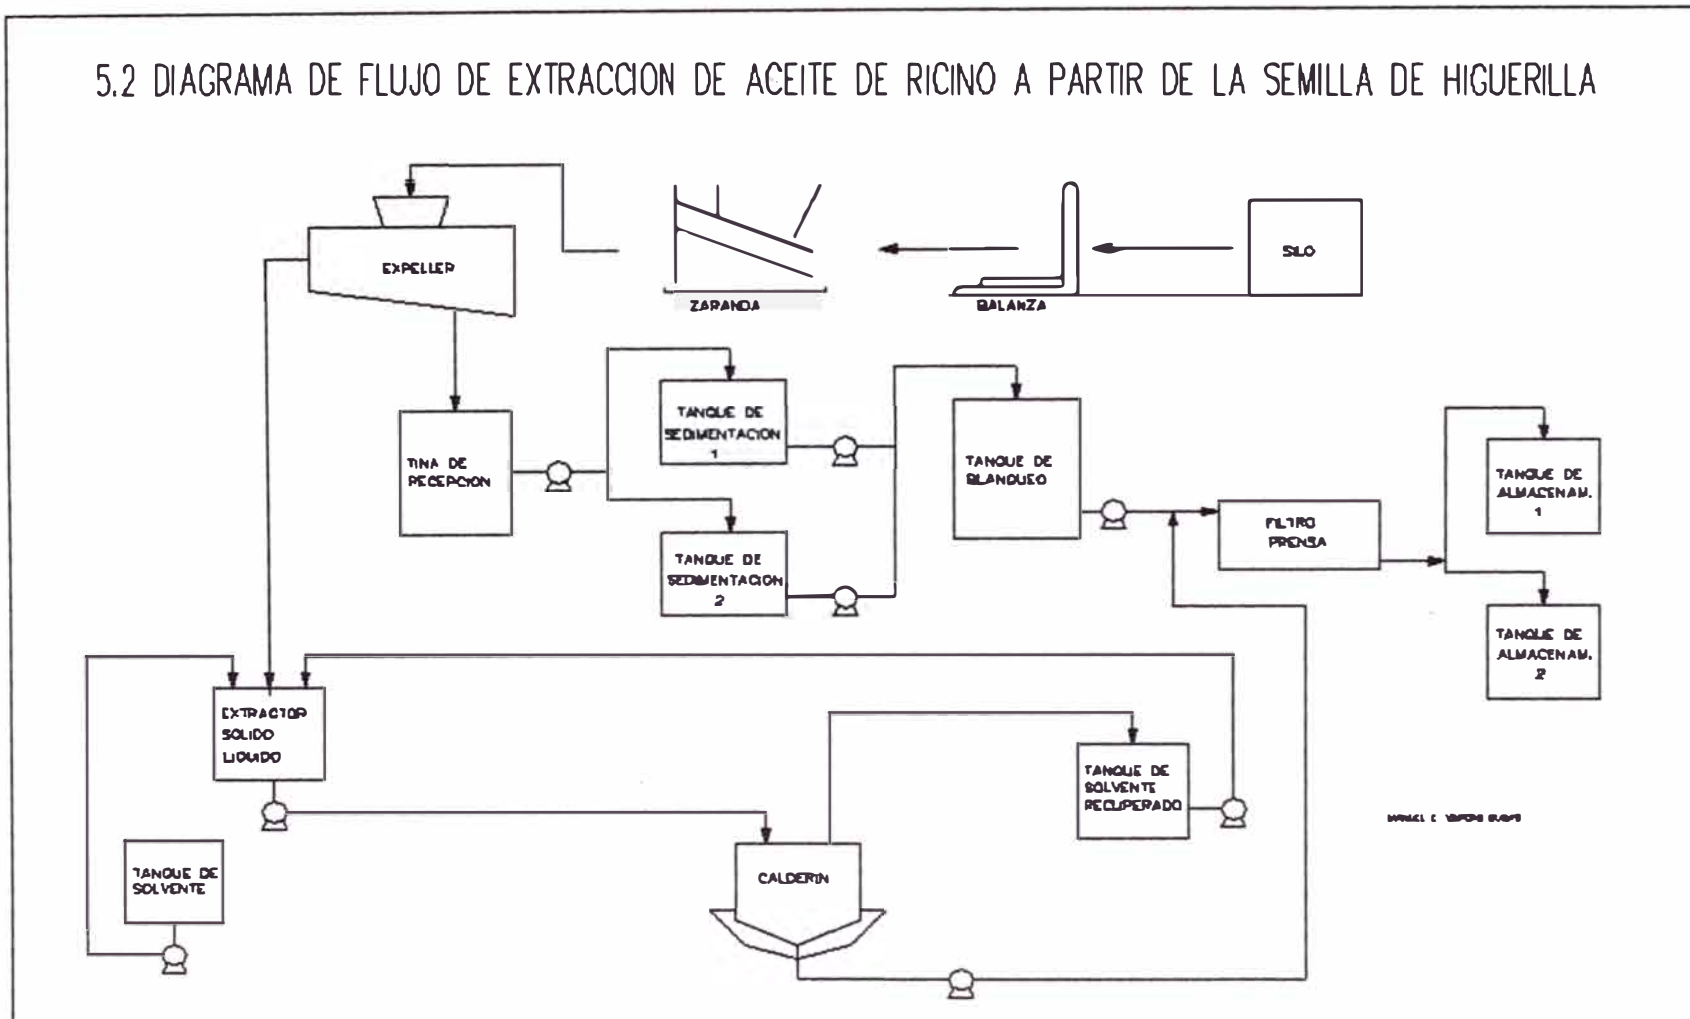 5.2 DIAGRAMA DE FLUJO DE EXTRACCION DE ACEITE DE RICINO A PARTIR DE LA SEMILLA DE HIGUERILLA
EXPELLER
ZARANDA
BALANZA
SILO
TINA DE
RECEPCION
TANQUE DE
SEDIMENTACION
1
TANQUE DE
SEDIMENTACION
2
TANQUE DE
BLANQUEO
FILTRO
PRENSA
TANQUE DE
ALMACENAM.
1
TANQUE DE
ALMACENAM.
2
EXTRACTOR
SOLIDO
LIQUIDO
TANQUE DE
SOLVENTE
CALDERIN
TANQUE DE
SOLVENTE
RECUPERADO